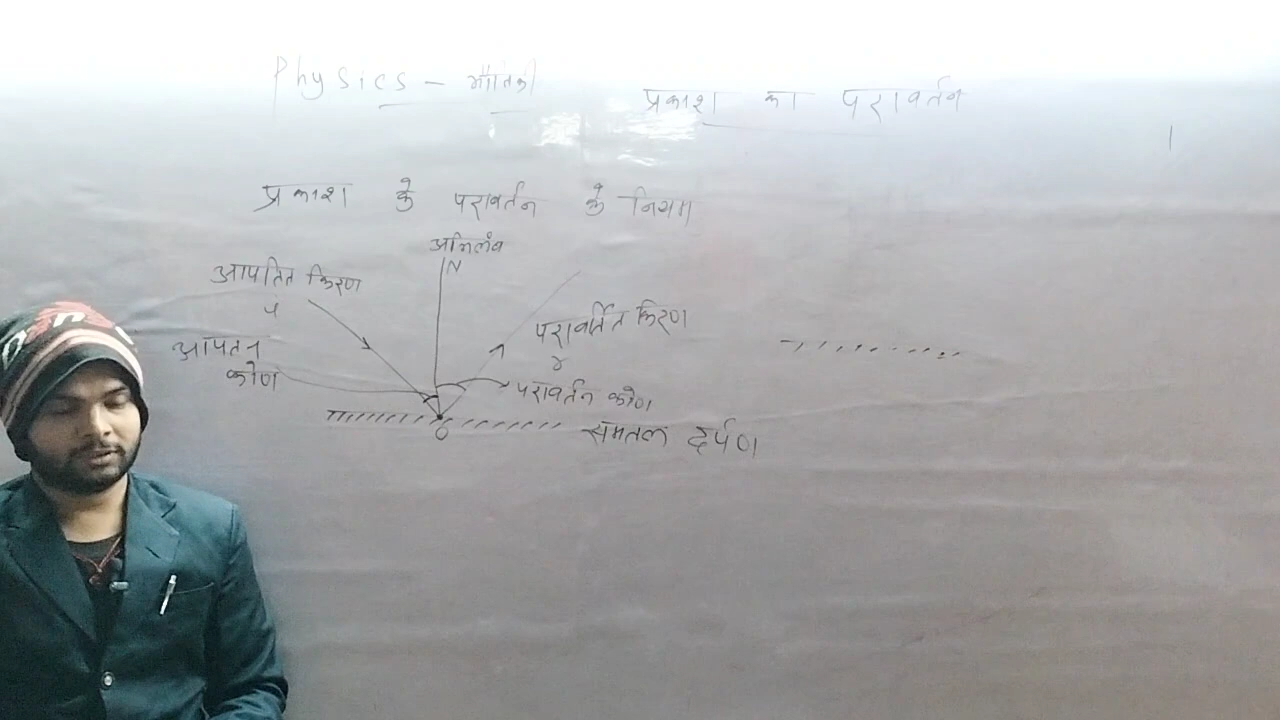 Physics - भौतिकी
प्रकाश का परावर्तन
प्रकाश के परावर्तन के नियम
अभिलंब
N
आपतित किरण
i
परावर्तित किरण
r
आपतन
कोण
परावर्तन कोण
O
समतल दर्पण